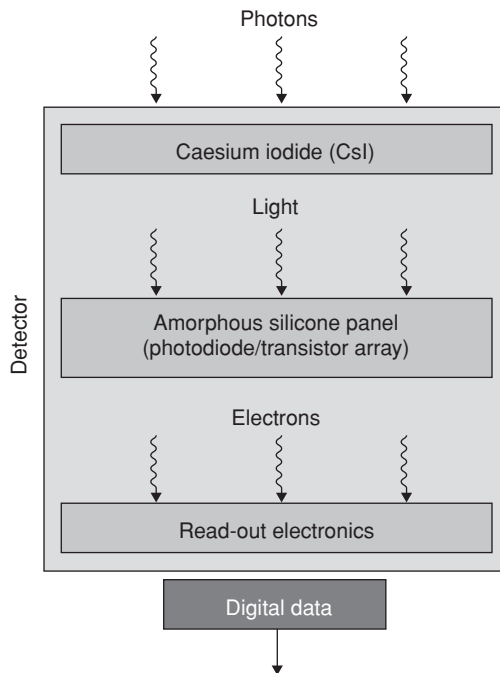 Photons
Caesium iodide (CsI)
Light
Detector
Amorphous silicone panel
(photodiode/transistor array)
Electrons
Read-out electronics
Digital data